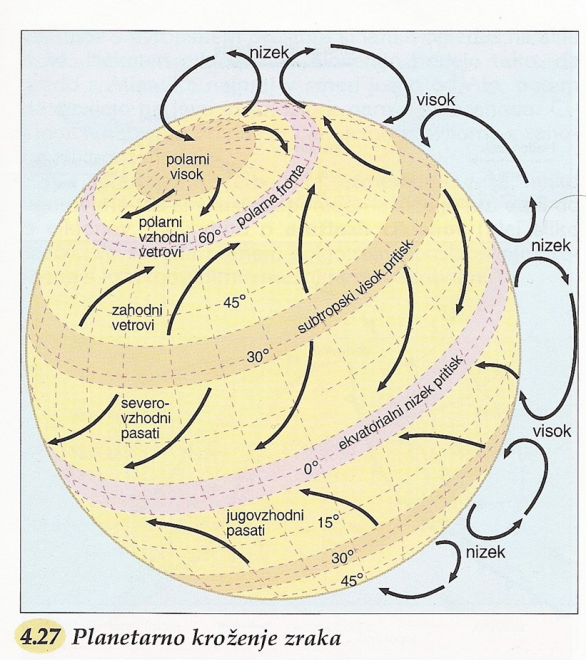 nizek
visok
polarni
visok
polarna fronta
polarni
vzhodni
vetrovi
60°
nizek
45°
subtropski visok pritisk
zahodni
vetrovi
30°
ekvatorialni nizek pritisk
severo-
vzhodni
pasati
visok
0°
jugovzhodni
pasati
15°
nizek
30°
45°
4.27 Planetarno kroženje zraka